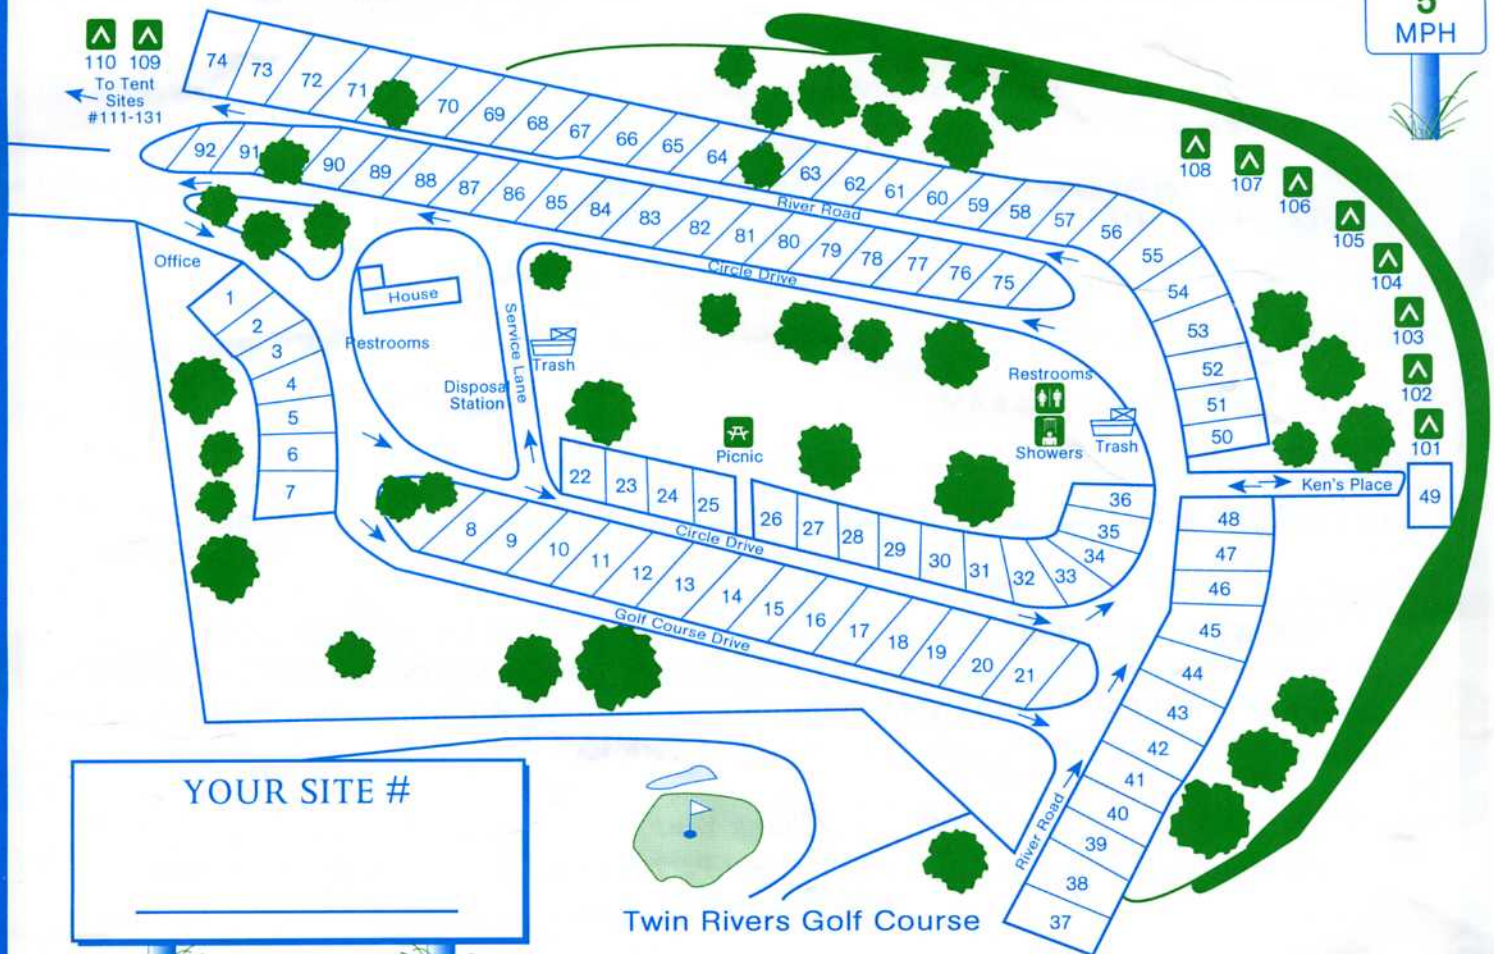 5
MPH
110 109
To Tent
Sites
#111-131
74 73 72 71 70 69 68 67 66 65 64 63 62 61 60 59 58 57 56 55 54 53 52 51 50
92 91 90 89 88 87 86 85 84 83 82 81 80 79 78 77 76 75
River Road
Circle Drive
108 107 106 105 104 103 102 101
Office
House
Restrooms
Service Lane
Trash
Disposal
Station
Restrooms
Showers
Trash
Picnic
Ken's Place
49
1 2 3 4 5 6 7
22 23 24 25 26 27 28 29 30 31 32 33 34 35 36
Circle Drive
8 9 10 11 12 13 14 15 16 17 18 19 20 21
Golf Course Drive
48 47 46 45 44 43 42 41 40 39 38 37
River Road
YOUR SITE #
Twin Rivers Golf Course